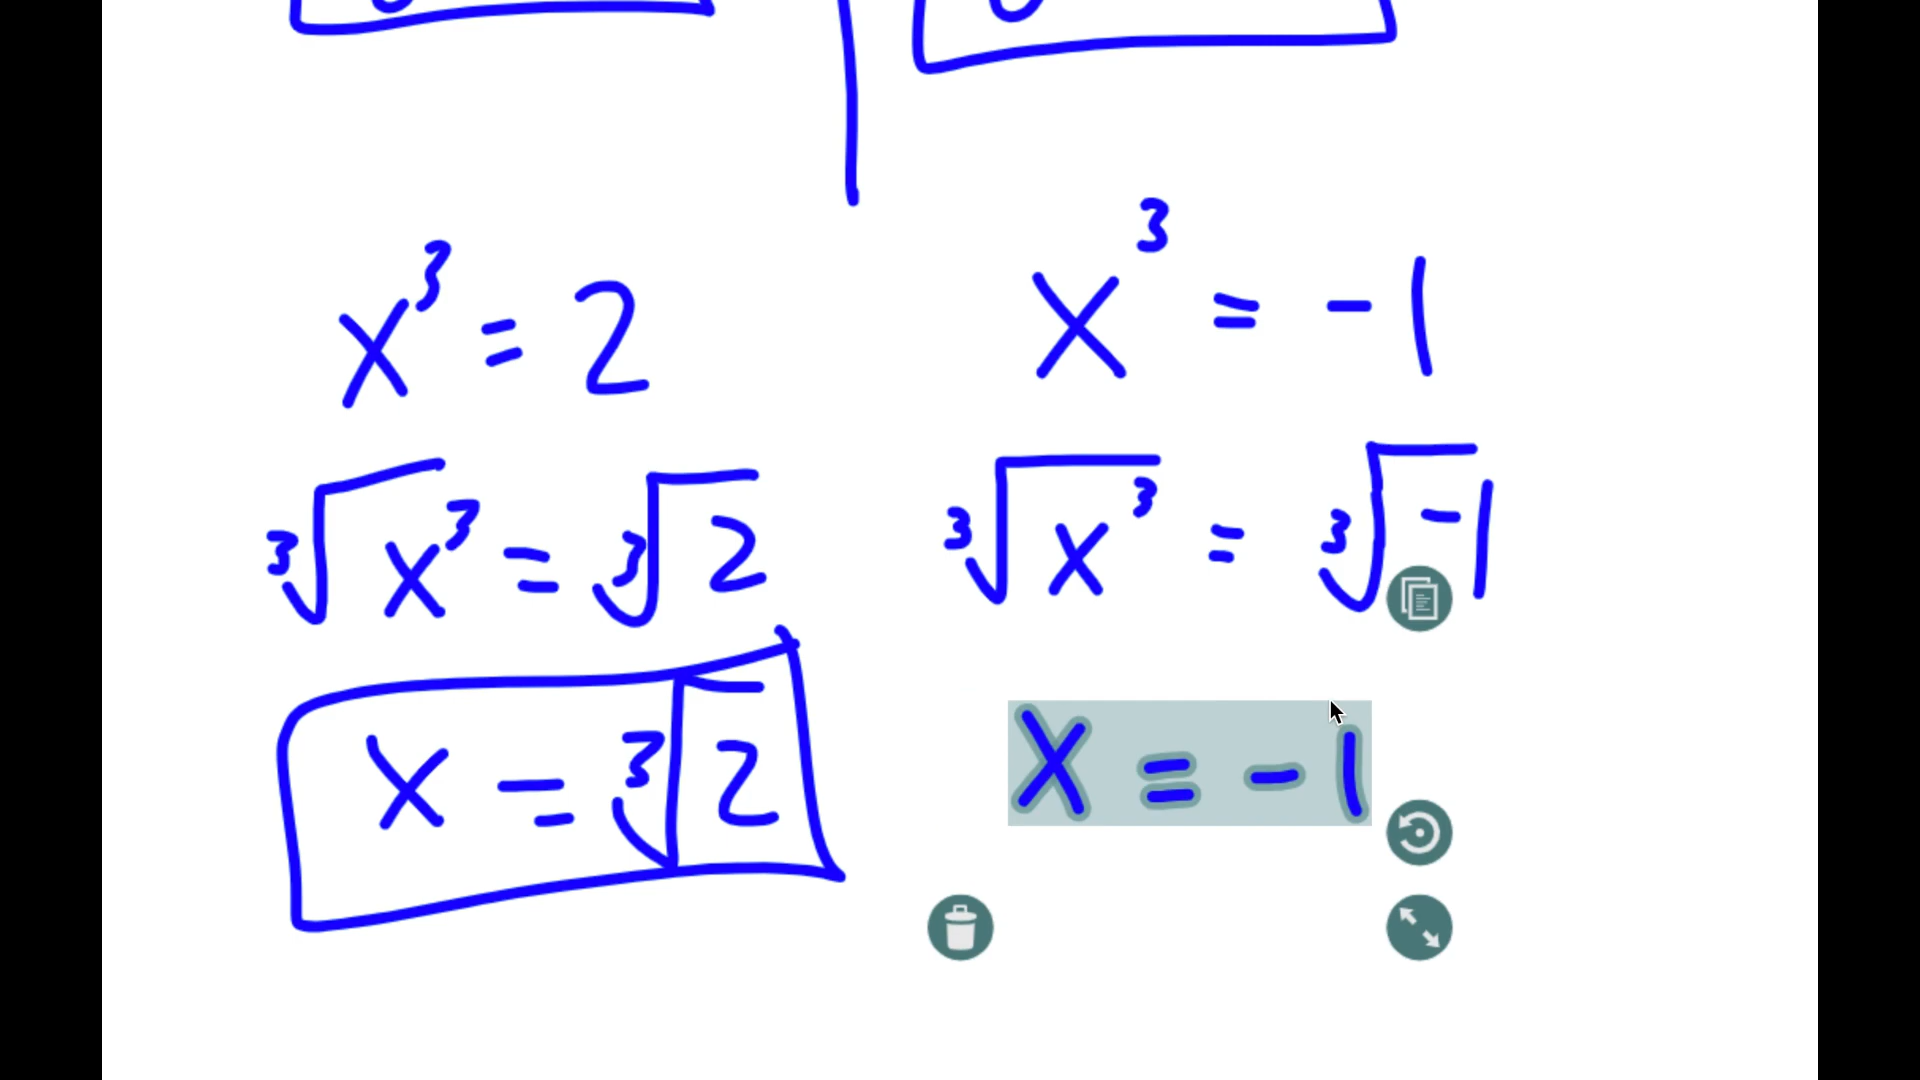 x³ = 2
∛x³ = ∛2
x = ∛2
x³ = -1
∛x³ = ∛-1
x = -1